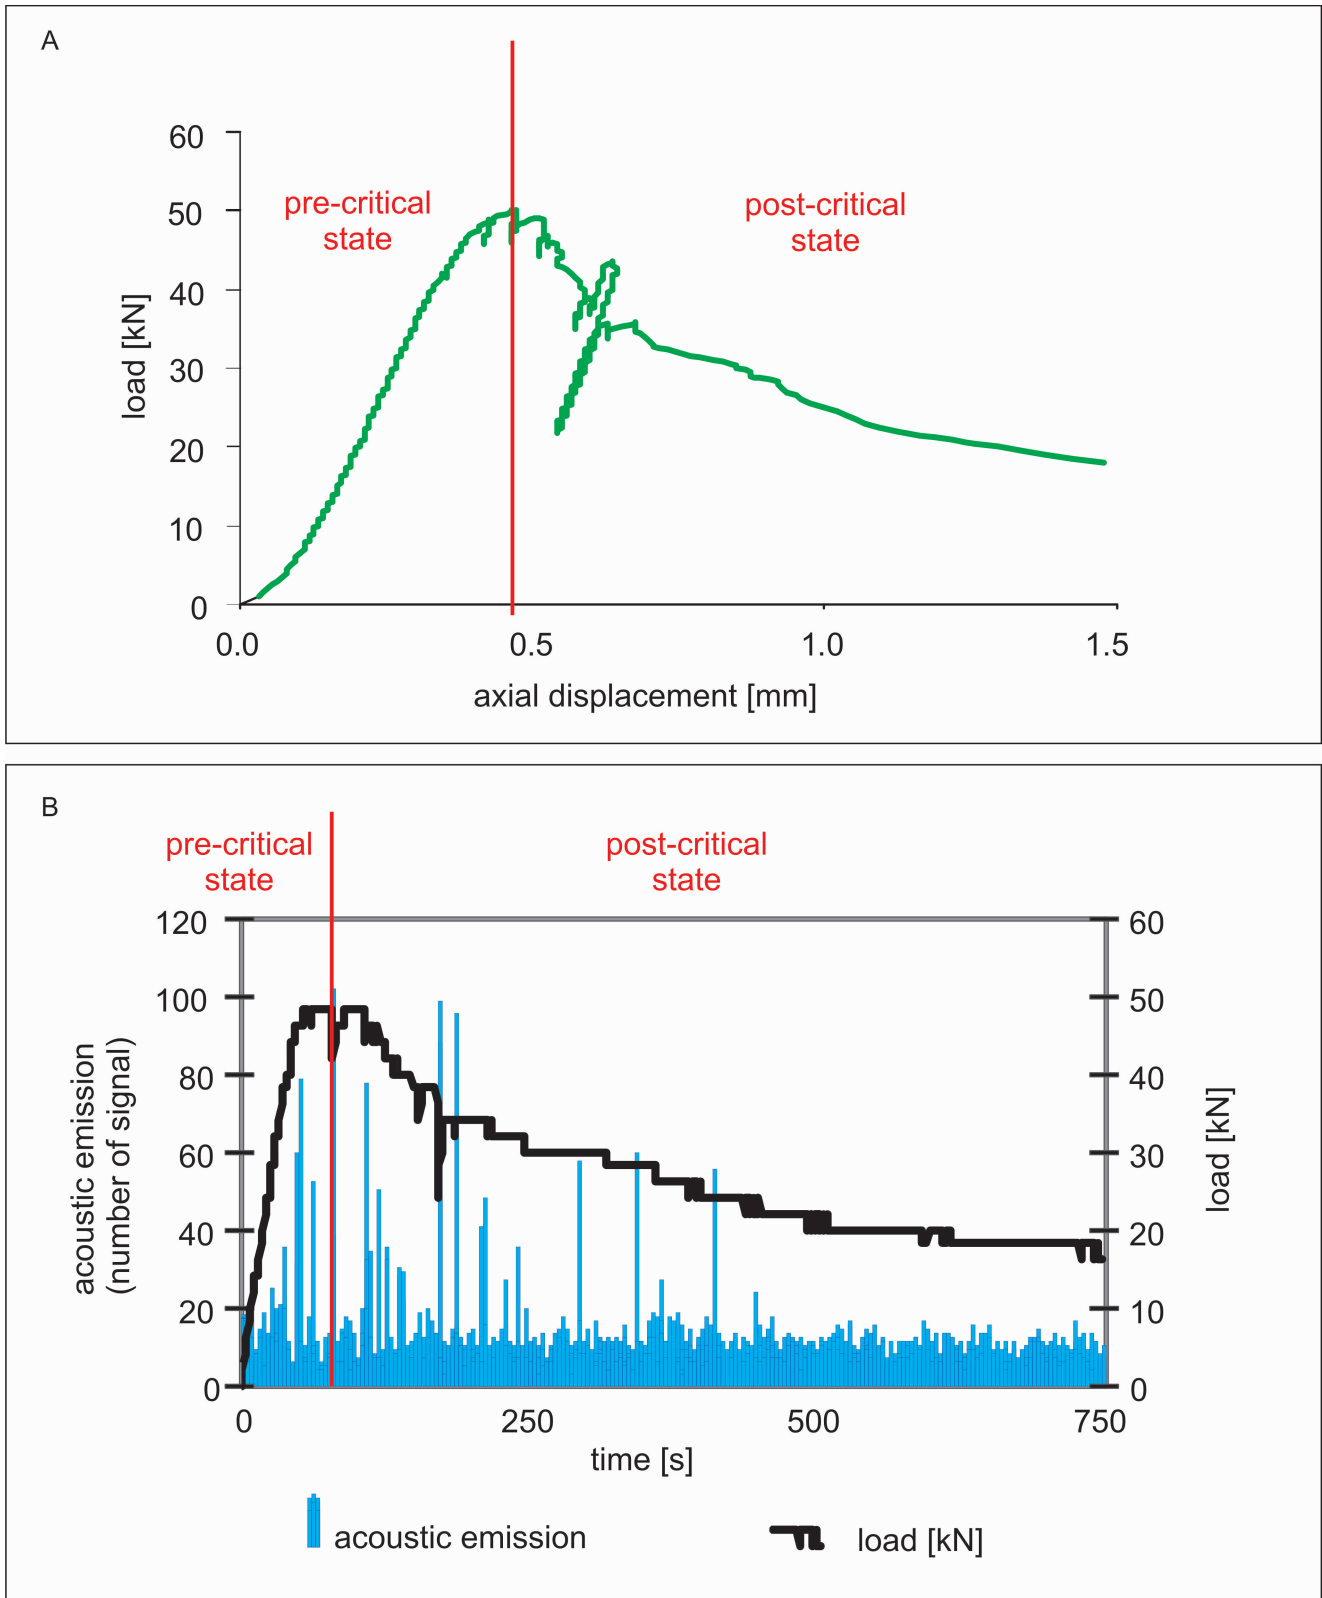 A
60
pre-critical
state
post-critical
state
50
40
load [kN]
30
20
10
0
0.0 0.5 1.0 1.5
axial displacement [mm]
B
pre-critical
state
post-critical
state
120 60
100 50
80 40
acoustic emission
(number of signal)
load [kN]
60 30
40 20
20 10
0 0
0 250 500 750
time [s]
acoustic emission load [kN]